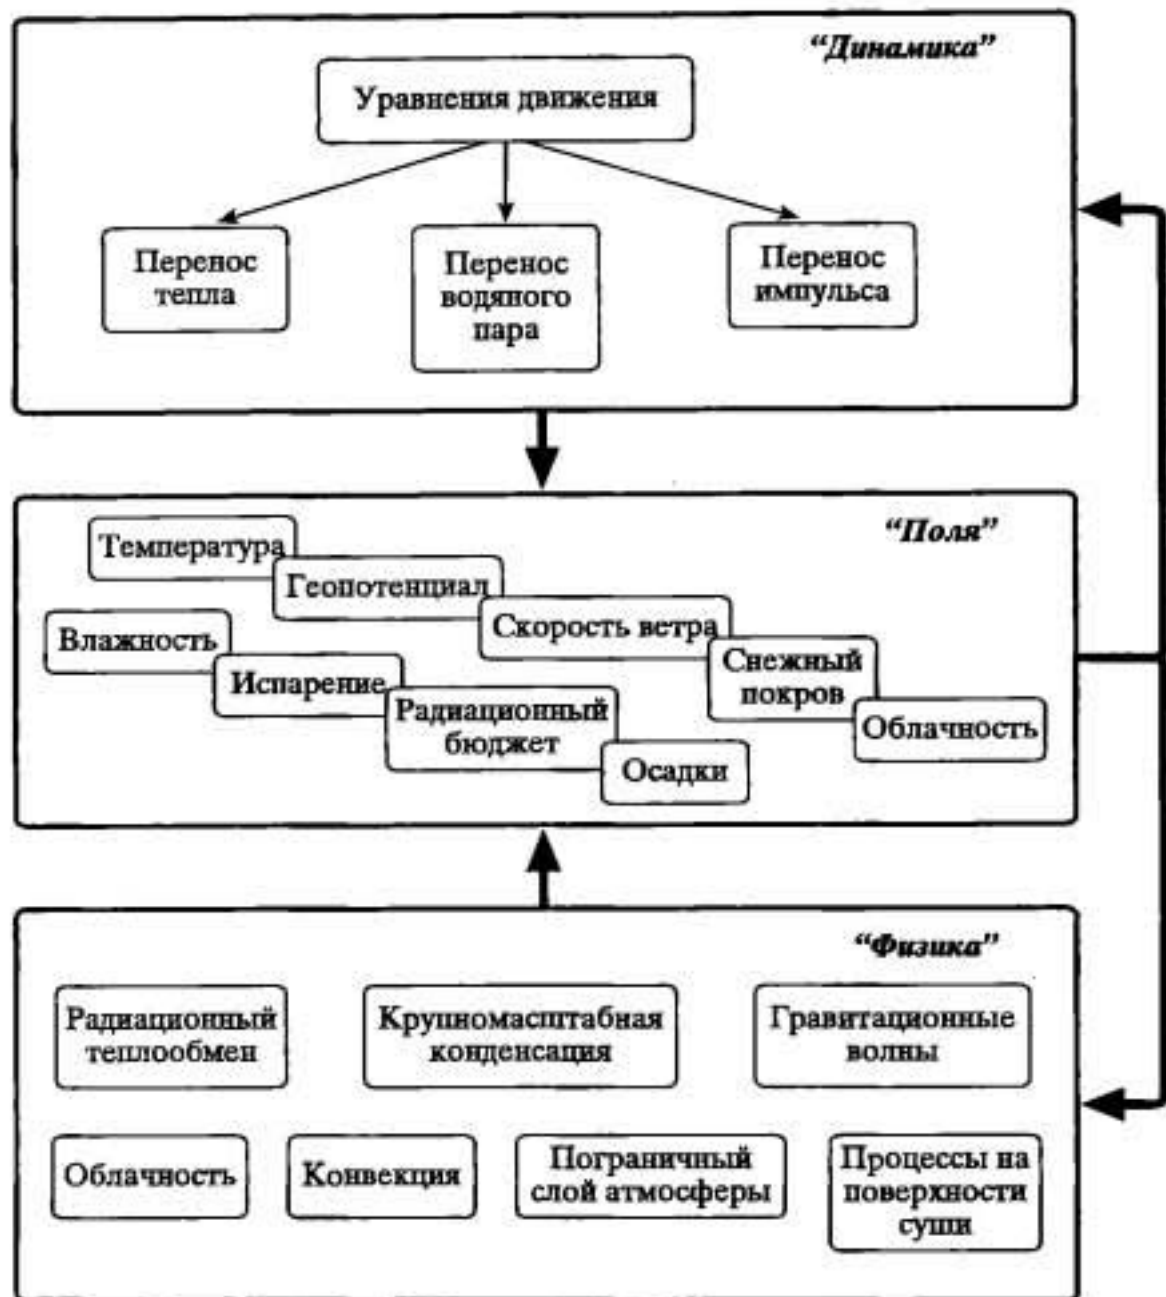 “Динамика”
Уравнения движения
Перенос
тепла
Перенос
водяного
пара
Перенос
импульса
“Поля”
Температура
Геопотенциал
Скорость ветра
Снежный
покров
Облачность
Влажность
Испарение
Радиационный
бюджет
Осадки
“Физика”
Радиационный
теплообмен
Крупномасштабная
конденсация
Гравитационные
волны
Облачность
Конвекция
Пограничный
слой атмосферы
Процессы на
поверхности
суши